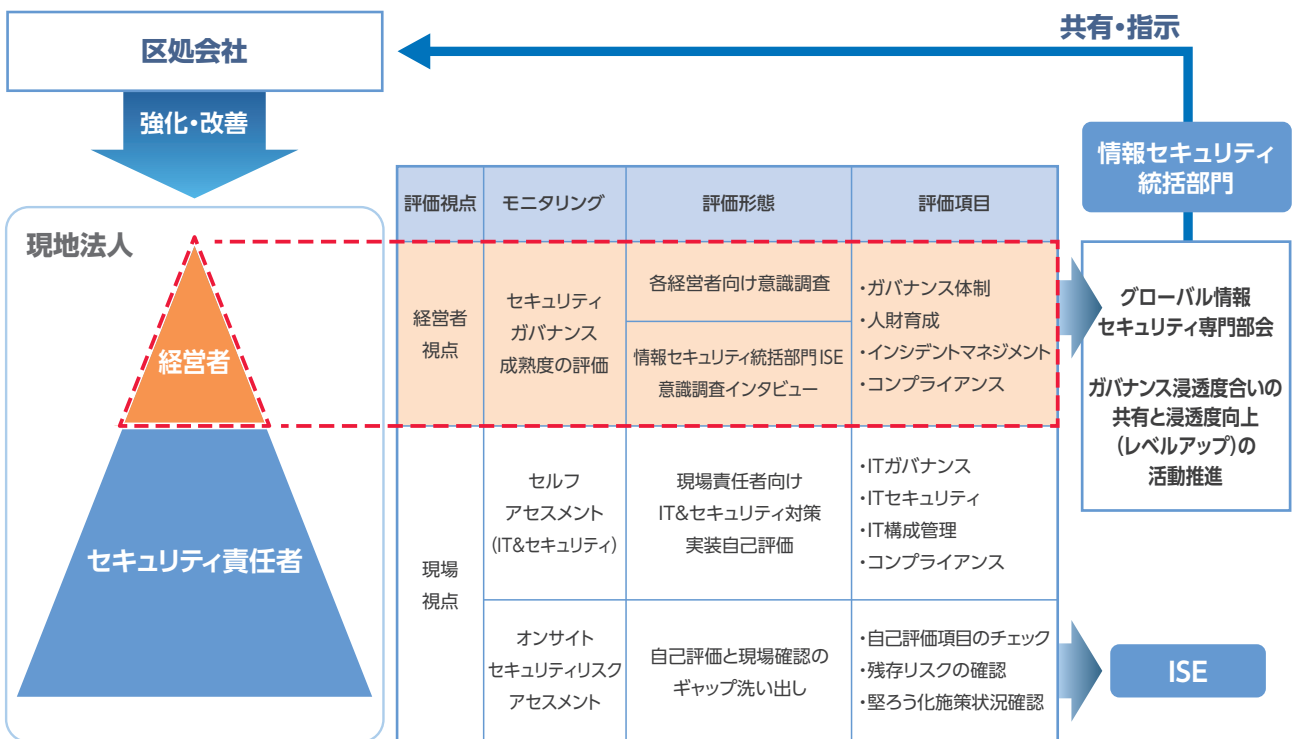 共有・指示
区処会社
強化・改善
情報セキュリティ
統括部門
現地法人
経営者
セキュリティ責任者
評価視点 モニタリング 評価形態 評価項目
経営者
視点
セキュリティ
ガバナンス
成熟度の評価
各経営者向け意識調査
情報セキュリティ統括部門ISE
意識調査インタビュー
・ガバナンス体制
・人財育成
・インシデントマネジメント
・コンプライアンス
現場
視点
セルフ
アセスメント
(IT&セキュリティ)
現場責任者向け
IT&セキュリティ対策
実装自己評価
・ITガバナンス
・ITセキュリティ
・IT構成管理
・コンプライアンス
オンサイト
セキュリティリスク
アセスメント
自己評価と現場確認の
ギャップ洗い出し
・自己評価項目のチェック
・残存リスクの確認
・堅ろう化施策状況確認
グローバル情報
セキュリティ専門部会
ガバナンス浸透度合いの
共有と浸透度向上
(レベルアップ)の
活動推進
ISE